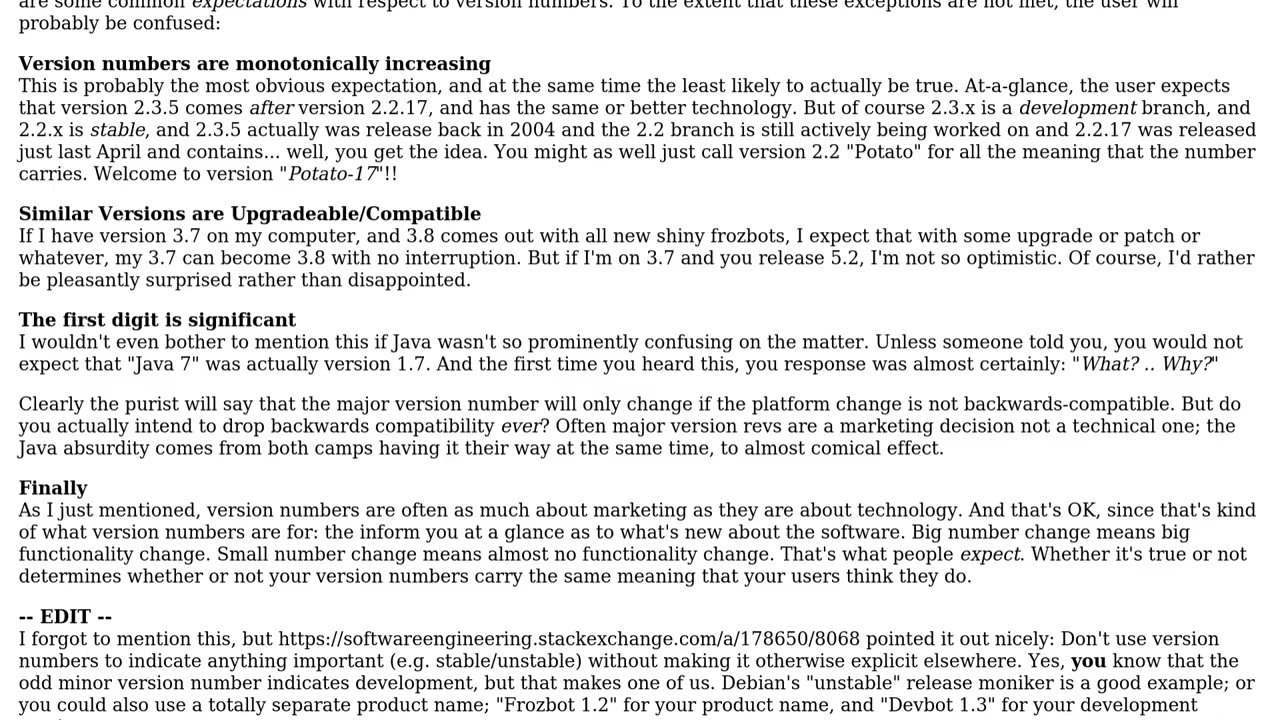 are some common expectations with respect to version numbers. To the extent that these exceptions are not met, the user will
probably be confused:
Version numbers are monotonically increasing
This is probably the most obvious expectation, and at the same time the least likely to actually be true. At-a-glance, the user expects
that version 2.3.5 comes after version 2.2.17, and has the same or better technology. But of course 2.3.x is a development branch, and
2.2.x is stable, and 2.3.5 actually was release back in 2004 and the 2.2 branch is still actively being worked on and 2.2.17 was released
just last April and contains... well, you get the idea. You might as well just call version 2.2 "Potato" for all the meaning that the number
carries. Welcome to version "Potato-17"!!
Similar Versions are Upgradeable/Compatible
If I have version 3.7 on my computer, and 3.8 comes out with all new shiny frozbots, I expect that with some upgrade or patch or
whatever, my 3.7 can become 3.8 with no interruption. But if I'm on 3.7 and you release 5.2, I'm not so optimistic. Of course, I'd rather
be pleasantly surprised rather than disappointed.
The first digit is significant
I wouldn't even bother to mention this if Java wasn't so prominently confusing on the matter. Unless someone told you, you would not
expect that "Java 7" was actually version 1.7. And the first time you heard this, you response was almost certainly: "What? .. Why?"
Clearly the purist will say that the major version number will only change if the platform change is not backwards-compatible. But do
you actually intend to drop backwards compatibility ever? Often major version revs are a marketing decision not a technical one; the
Java absurdity comes from both camps having it their way at the same time, to almost comical effect.
Finally
As I just mentioned, version numbers are often as much about marketing as they are about technology. And that's OK, since that's kind
of what version numbers are for: the inform you at a glance as to what's new about the software. Big number change means big
functionality change. Small number change means almost no functionality change. That's what people expect. Whether it's true or not
determines whether or not your version numbers carry the same meaning that your users think they do.
-- EDIT --
I forgot to mention this, but https://softwareengineering.stackexchange.com/a/178650/8068 pointed it out nicely: Don't use version
numbers to indicate anything important (e.g. stable/unstable) without making it otherwise explicit elsewhere. Yes, you know that the
odd minor version number indicates development, but that makes one of us. Debian's "unstable" release moniker is a good example; or
you could also use a totally separate product name; "Frozbot 1.2" for your product name, and "Devbot 1.3" for your development